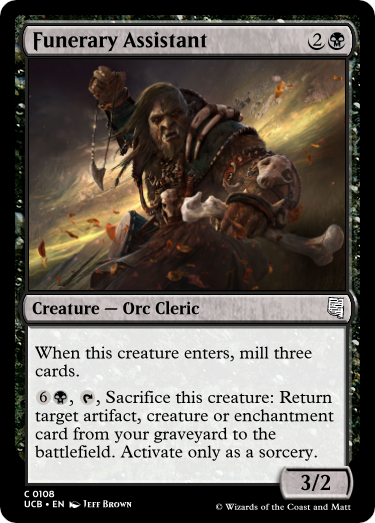 Funerary Assistant 2
Creature — Orc Cleric
When this creature enters, mill three
cards.
6 , , Sacrifice this creature: Return
target artifact, creature or enchantment
card from your graveyard to the
battlefield. Activate only as a sorcery.
3/2
C 0108
UCB • EN Jeff Brown
© Wizards of the Coast and Matt